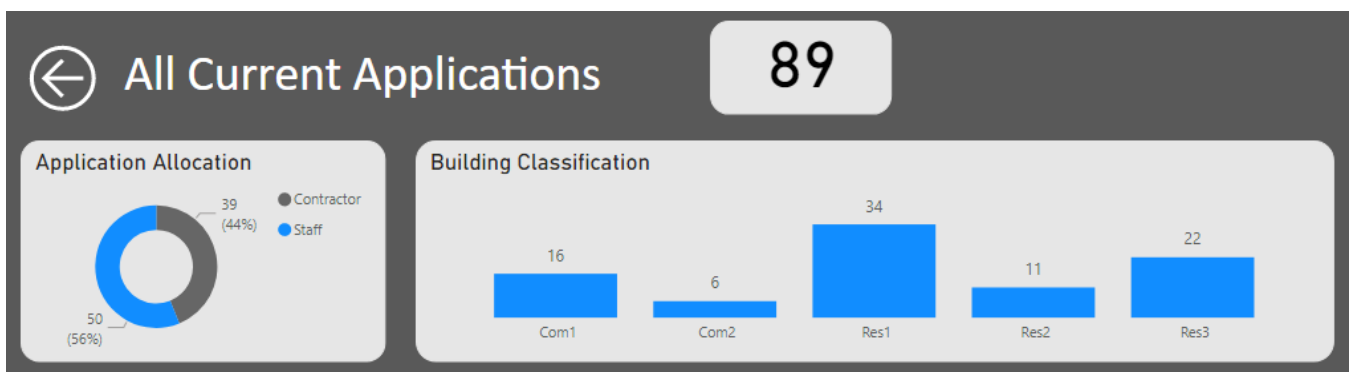 All Current Applications
89
Application Allocation
39
(44%)
Contractor
Staff
50
(56%)
Building Classification
16
6
34
11
22
Com1
Com2
Res1
Res2
Res3